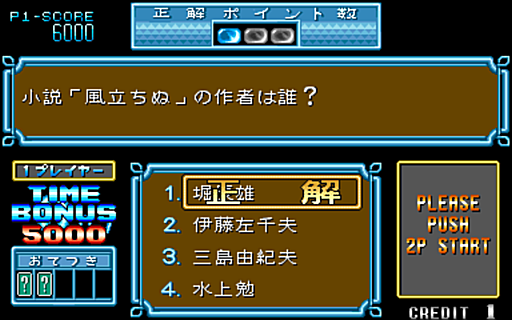 P1-SCORE
6000
正解ポイント数
小説「風立ちぬ」の作者は誰？
1プレイヤー
TIME
BONUS
5000
おてつき
? ?
1. 堀辰雄
正解
2. 伊藤左千夫
3. 三島由紀夫
4. 水上勉
PLEASE
PUSH
2P START
CREDIT 1